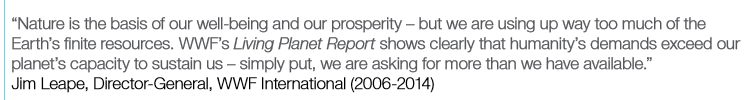 “Nature is the basis of our well-being and our prosperity – but we are using up way too much of the
Earth’s finite resources. WWF’s Living Planet Report shows clearly that humanity’s demands exceed our
planet’s capacity to sustain us – simply put, we are asking for more than we have available.”
Jim Leape, Director-General, WWF International (2006-2014)